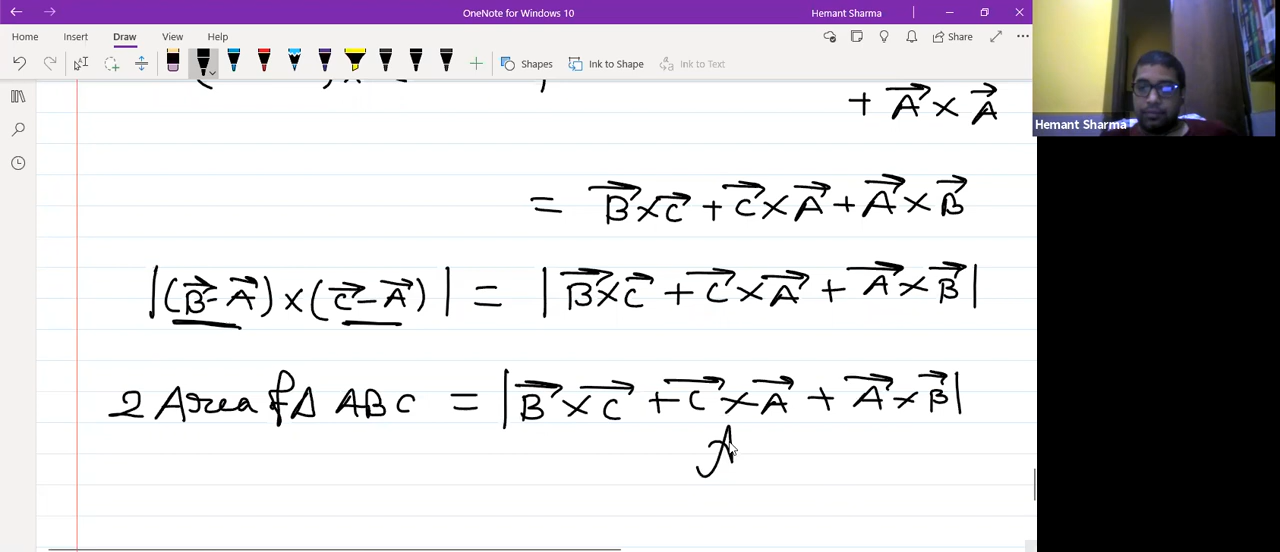 OneNote for Windows 10
Hemant Sharma
Home Insert Draw View Help
Share
Shapes Ink to Shape Ink to Text
+ A⃗ × A⃗
= B⃗ × C⃗ + C⃗ × A⃗ + A⃗ × B⃗
|(B⃗ - A⃗) × (C⃗ - A⃗)| = |B⃗ × C⃗ + C⃗ × A⃗ + A⃗ × B⃗|
2 Area of Δ ABC = |B⃗ × C⃗ + C⃗ × A⃗ + A⃗ × B⃗|
A
Hemant Sharma